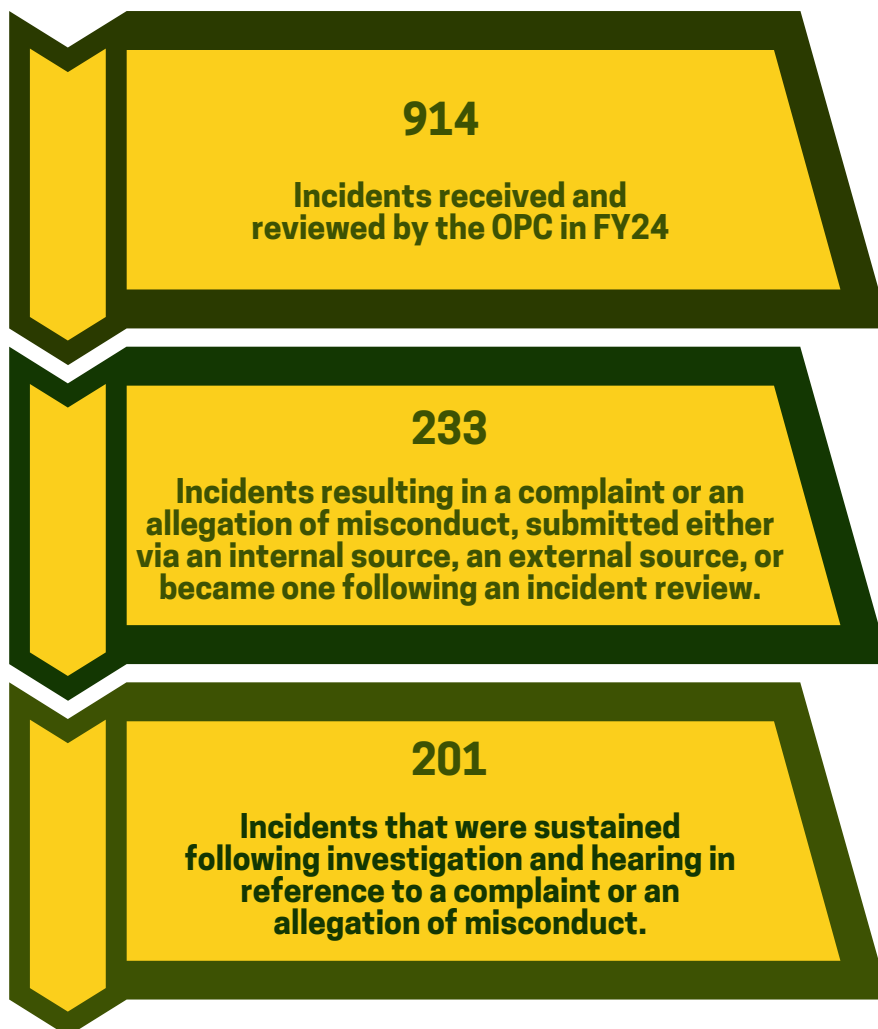 914
Incidents received and
reviewed by the OPC in FY24
233
Incidents resulting in a complaint or an
allegation of misconduct, submitted either
via an internal source, an external source, or
became one following an incident review.
201
Incidents that were sustained
following investigation and hearing in
reference to a complaint or an
allegation of misconduct.